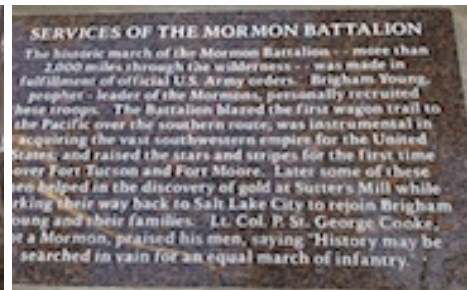 SERVICES OF THE MORMON BATTALION
The historic march of the Mormon Battalion - - more than
2,000 miles through the wilderness - - was made in
fulfillment of official U.S. Army orders. Brigham Young,
prophet - leader of the Mormons, personally recruited
hese troops. The Battalion blazed the first wagon trail to
the Pacific over the southern route; was instrumental in
acquiring the vast southwestern empire for the United
States; and raised the stars and stripes for the first time
over Fort Tucson and Fort Moore. Later some of these
en helped in the discovery of gold at Sutter's Mill while
rking their way back to Salt Lake City to rejoin Brigham
oung and their families. Lt. Col. P. St. George Cooke,
t a Mormon, praised his men, saying "History may be
searched in vain for an equal march of infantry."